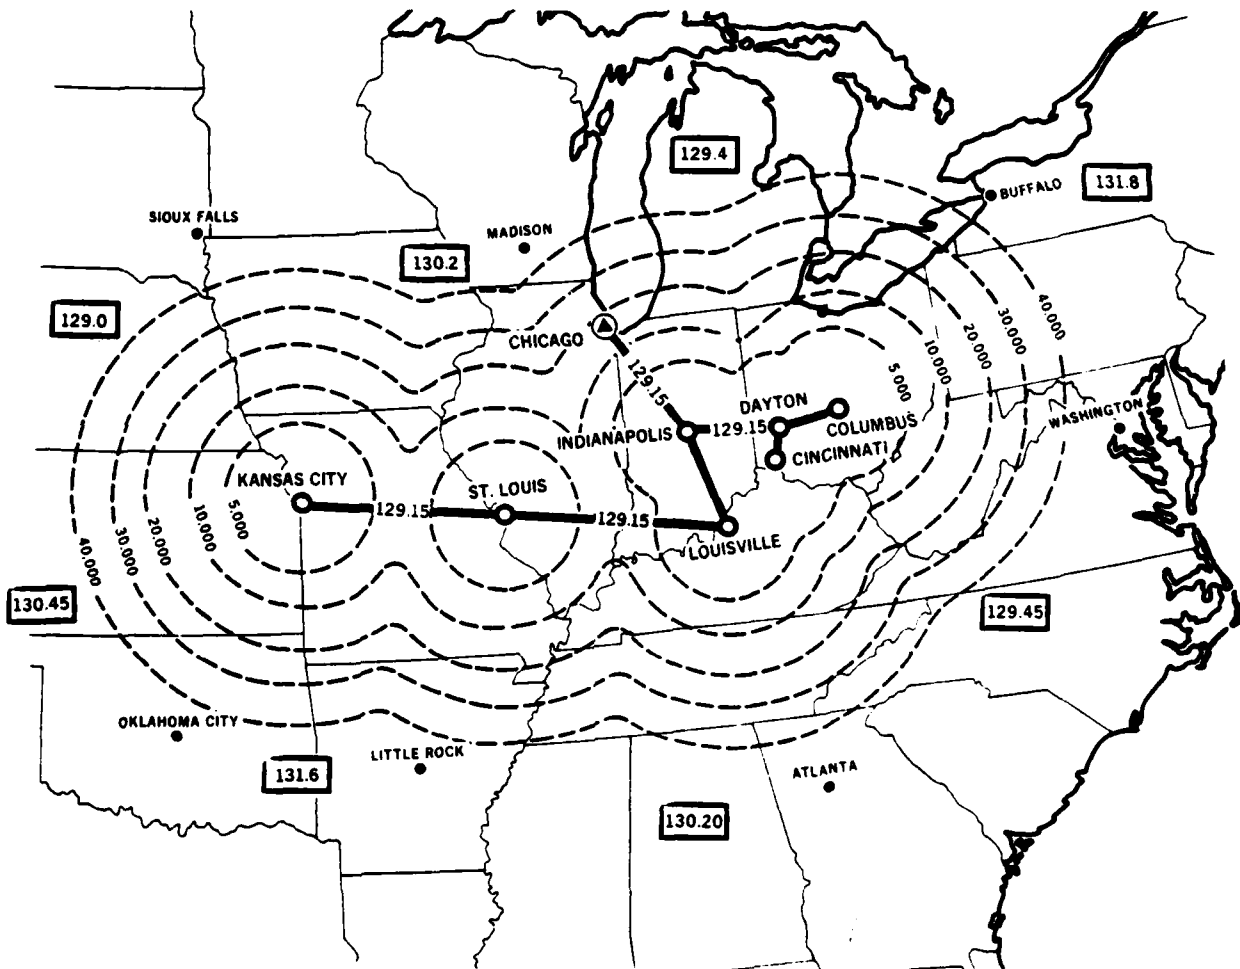 129.4
131.8
BUFFALO
SIOUX FALLS
MADISON
130.2
129.0
40.000
30.000
20.000
10.000
5.000
CHICAGO
129.15
DAYTON
129.15
COLUMBUS
INDIANAPOLIS
CINCINNATI
WASHINGTON
KANSAS CITY
ST. LOUIS
129.15
129.15
LOUISVILLE
5.000
10.000
20.000
30.000
40.000
130.45
129.45
OKLAHOMA CITY
LITTLE ROCK
131.6
ATLANTA
130.20